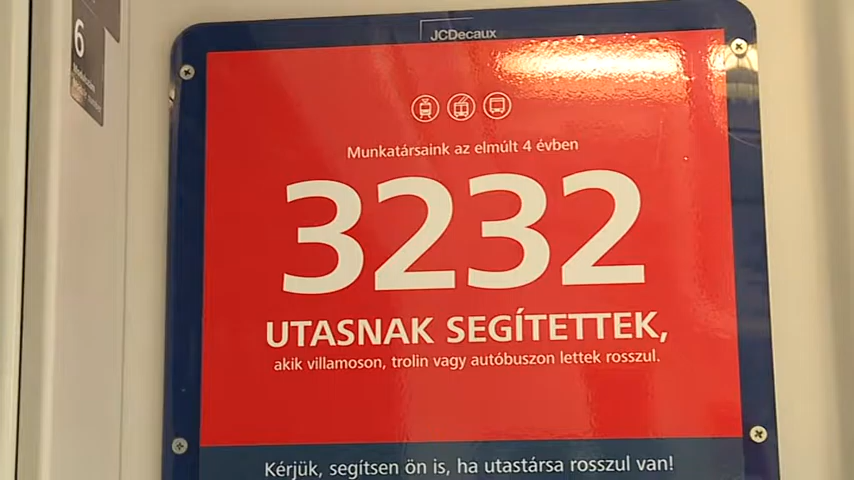 6
JCDecaux
Munkatársaink az elmúlt 4 évben
3232
UTASNAK SEGÍTETTEK,
akik villamoson, trolin vagy autóbuszon lettek rosszul.
Kérjük, segítsen ön is, ha utastársa rosszul van!